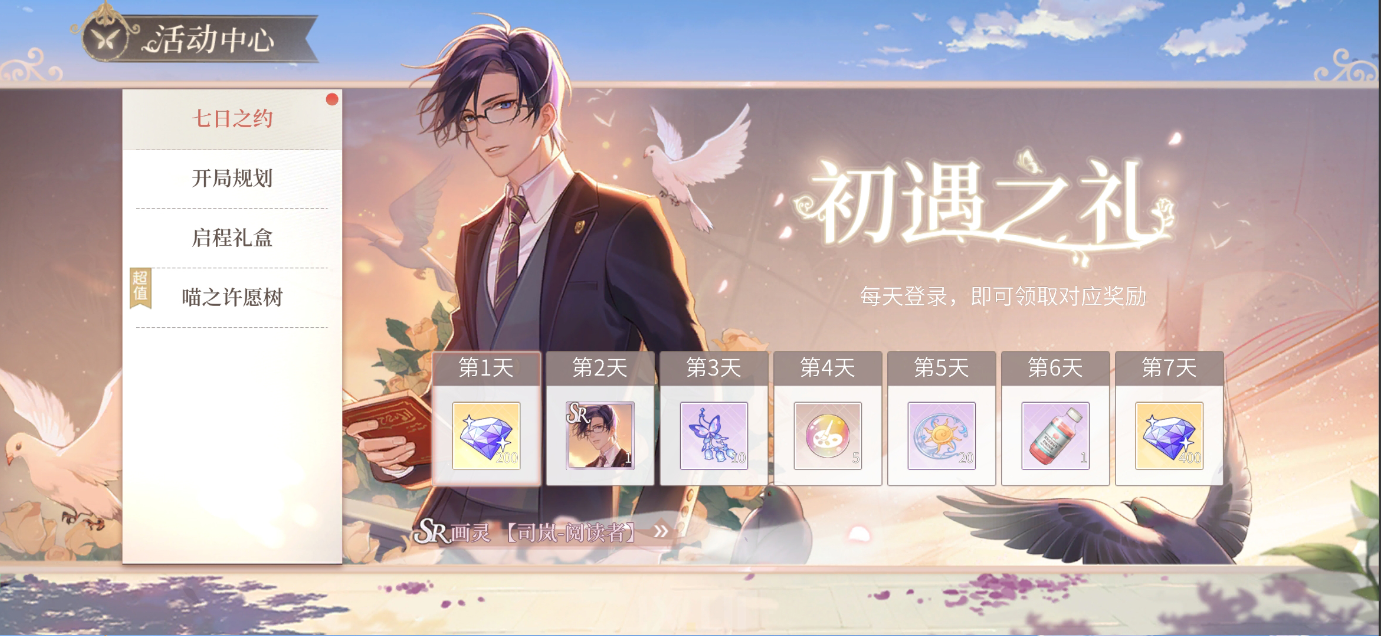 活动中心
七日之约
开局规划
启程礼盒
超值
喵之许愿树
初遇之礼
每天登录，即可领取对应奖励
第1天
第2天
第3天
第4天
第5天
第6天
第7天
200
SR
1
10
5
20
1
400
SR画灵【司岚-阅读者】 »